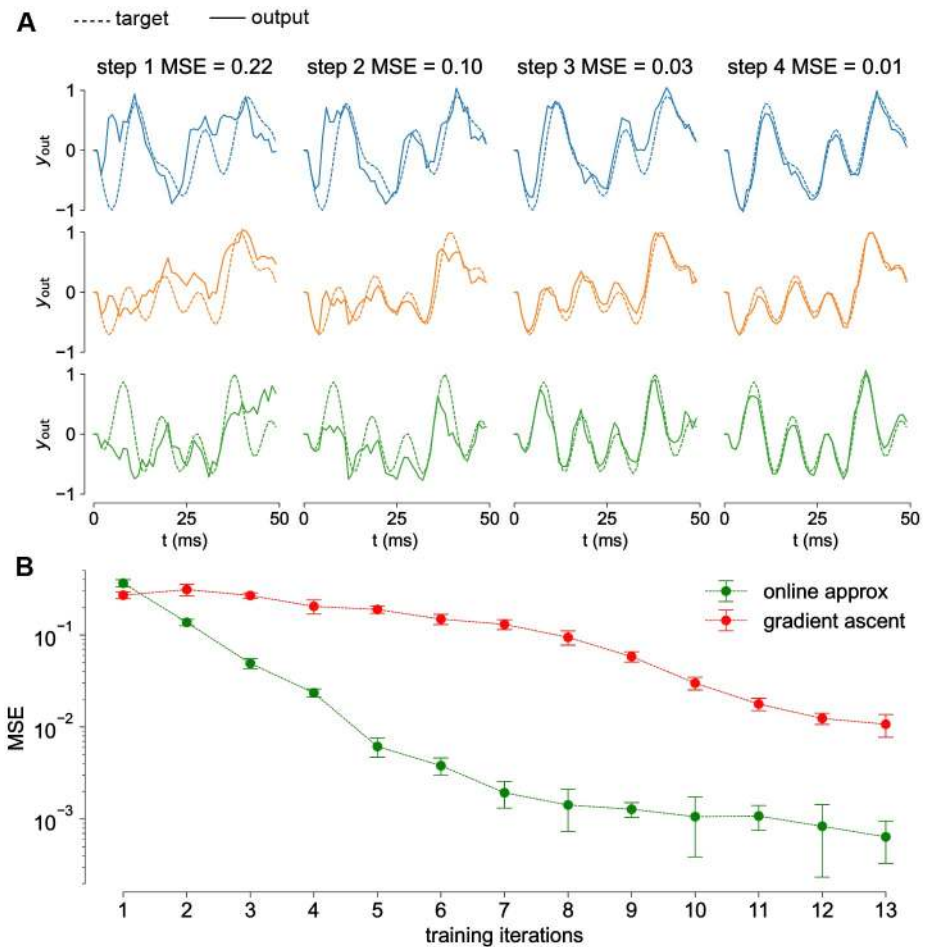 A
target output
step 1 MSE = 0.22 step 2 MSE = 0.10 step 3 MSE = 0.03 step 4 MSE = 0.01
1
yout
0
−1
1
yout
0
−1
1
yout
0
−1
0 25 50 0 25 50 0 25 50 0 25 50
t (ms) t (ms) t (ms) t (ms)
B
online approx
gradient ascent
10⁻¹
10⁻²
10⁻³
MSE
1 2 3 4 5 6 7 8 9 10 11 12 13
training iterations